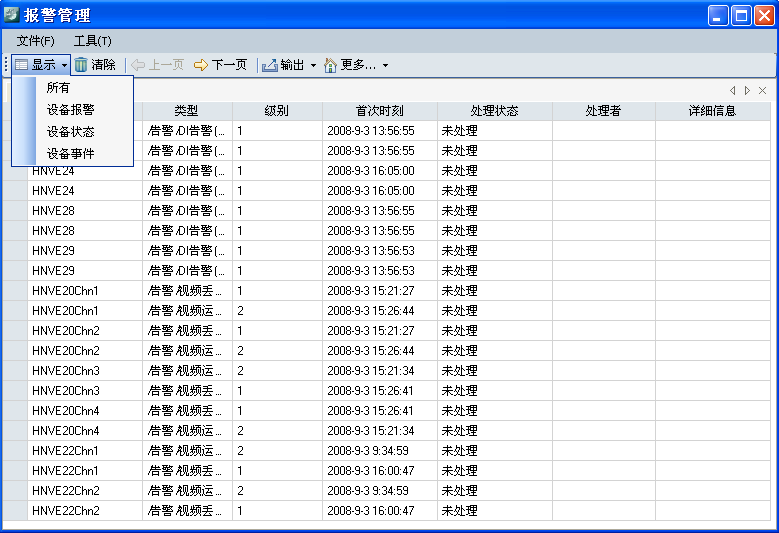 报警管理
文件(F) 工具(T)
显示 清除 上一页 下一页 输出 更多...
所有
设备报警
设备状态
设备事件
类型 级别 首次时刻 处理状态 处理者 详细信息
/告警/DI告警(... 1 2008-9-3 13:56:55 未处理
/告警/DI告警(... 1 2008-9-3 13:56:55 未处理
HNVE24 /告警/DI告警(... 1 2008-9-3 16:05:00 未处理
HNVE24 /告警/DI告警(... 1 2008-9-3 16:05:00 未处理
HNVE28 /告警/DI告警(... 1 2008-9-3 13:56:55 未处理
HNVE28 /告警/DI告警(... 1 2008-9-3 13:56:55 未处理
HNVE29 /告警/DI告警(... 1 2008-9-3 13:56:53 未处理
HNVE29 /告警/DI告警(... 1 2008-9-3 13:56:53 未处理
HNVE20Chn1 /告警/视频丢... 1 2008-9-3 15:21:27 未处理
HNVE20Chn1 /告警/视频运... 2 2008-9-3 15:26:44 未处理
HNVE20Chn2 /告警/视频丢... 1 2008-9-3 15:21:27 未处理
HNVE20Chn2 /告警/视频运... 2 2008-9-3 15:26:44 未处理
HNVE20Chn3 /告警/视频运... 2 2008-9-3 15:21:34 未处理
HNVE20Chn3 /告警/视频丢... 1 2008-9-3 15:26:41 未处理
HNVE20Chn4 /告警/视频丢... 1 2008-9-3 15:26:41 未处理
HNVE20Chn4 /告警/视频运... 2 2008-9-3 15:21:34 未处理
HNVE22Chn1 /告警/视频运... 2 2008-9-3 9:34:59 未处理
HNVE22Chn1 /告警/视频丢... 1 2008-9-3 16:00:47 未处理
HNVE22Chn2 /告警/视频运... 2 2008-9-3 9:34:59 未处理
HNVE22Chn2 /告警/视频丢... 1 2008-9-3 16:00:47 未处理